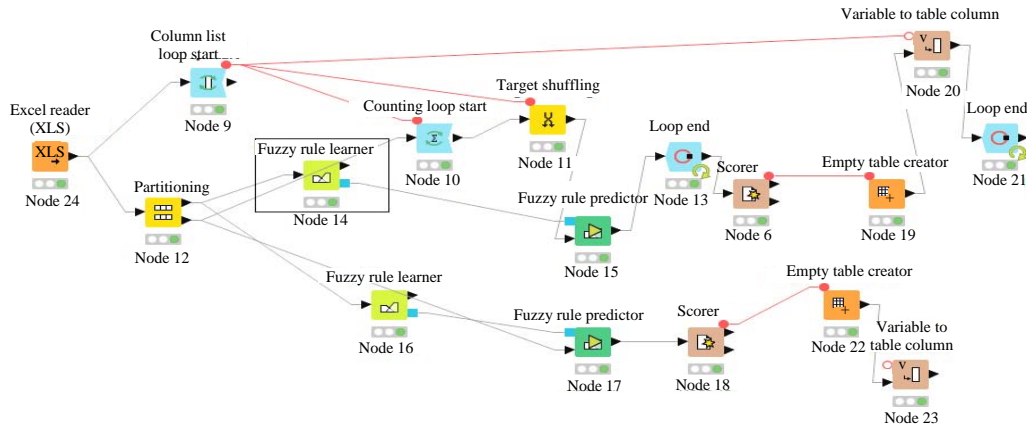 Variable to table column
Column list
loop start
Target shuffling
V
Node 20
Excel reader
(XLS)
Counting loop start
Loop end
Node 9
XLS
Σ
Node 11
Loop end
Fuzzy rule learner
Node 10
Scorer
Empty table creator
Node 21
Node 24
Partitioning
Node 14
Fuzzy rule predictor
Node 13
Node 6
Node 19
Node 12
Node 15
Fuzzy rule learner
Empty table creator
Fuzzy rule predictor
Scorer
Node 16
Node 22
Variable to
table column
Node 17
Node 18
V
Node 23